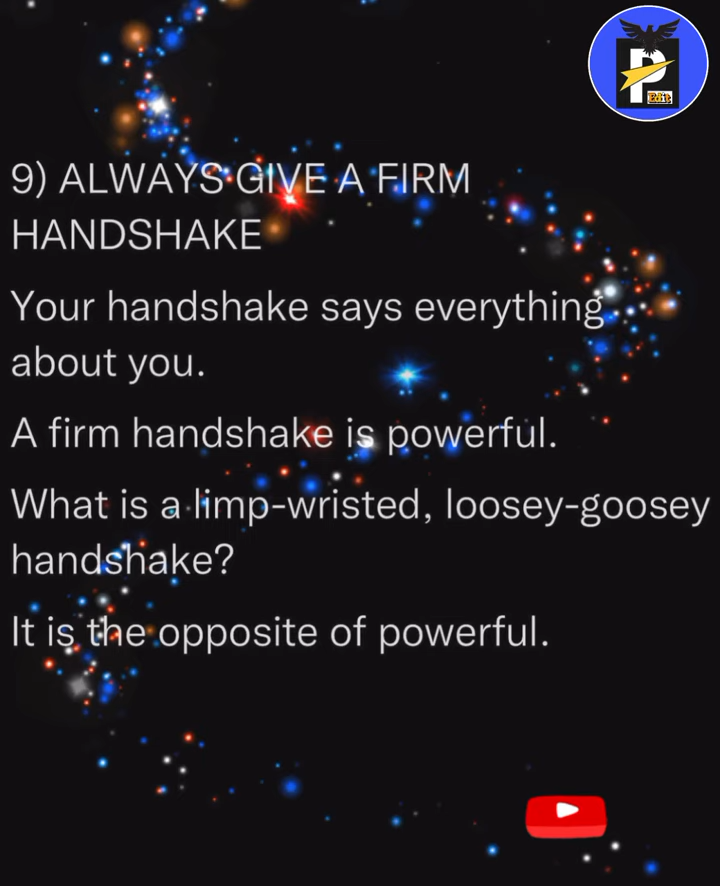 P
Edit
9) ALWAYS GIVE A FIRM
HANDSHAKE
Your handshake says everything
about you.
A firm handshake is powerful.
What is a limp-wristed, loosey-goosey
handshake?
It is the opposite of powerful.